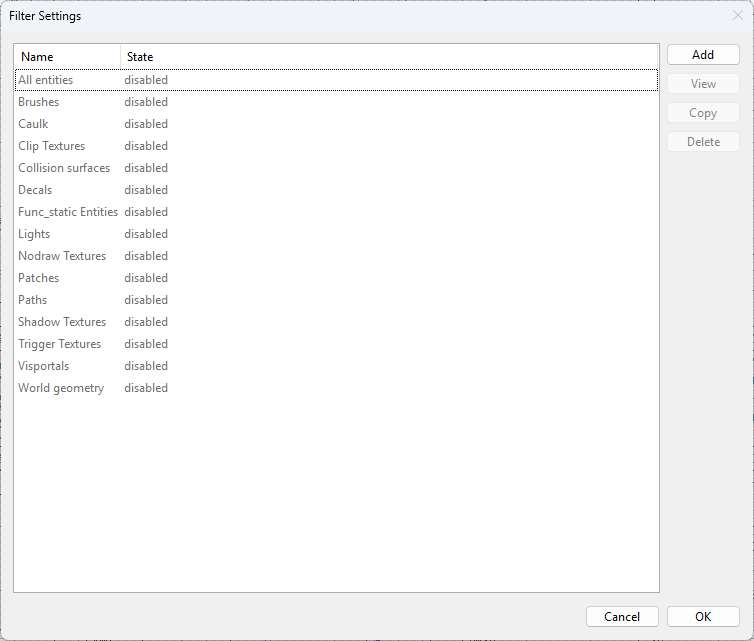 Filter Settings
Name State
All entities disabled
Brushes disabled
Caulk disabled
Clip Textures disabled
Collision surfaces disabled
Decals disabled
Func_static Entities disabled
Lights disabled
Nodraw Textures disabled
Patches disabled
Paths disabled
Shadow Textures disabled
Trigger Textures disabled
Visportals disabled
World geometry disabled
Add
View
Copy
Delete
Cancel OK